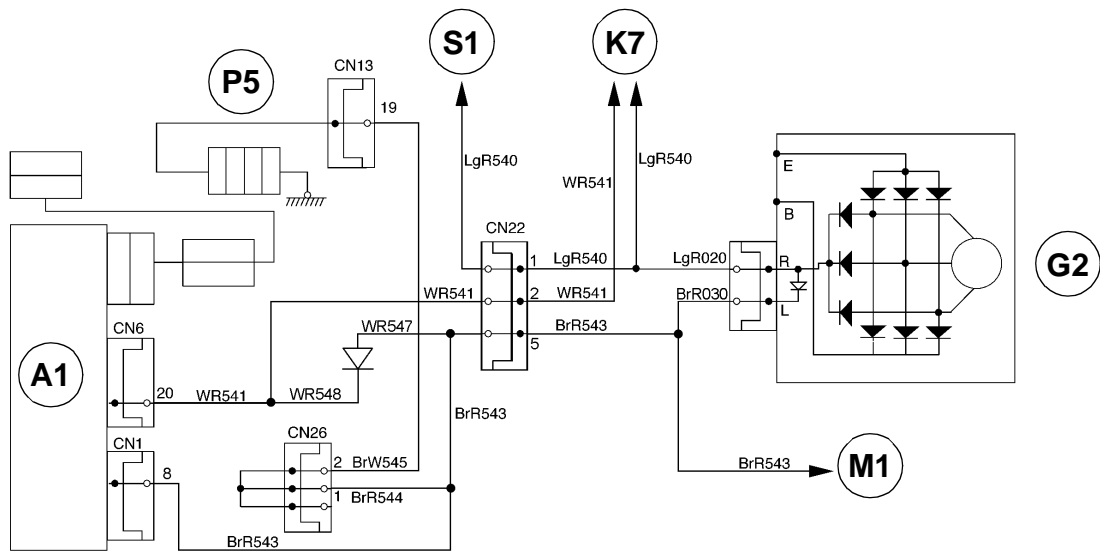 S1
K7
P5
CN13
19
LgR540
LgR540
WR541
E
B
CN22
1
LgR540
LgR020
R
G2
WR541
2
WR541
BrR030
L
WR547
5
BrR543
CN6
A1
20
WR541
WR548
BrR543
CN26
CN1
8
2
BrW545
1
BrR544
BrR543
M1
BrR543